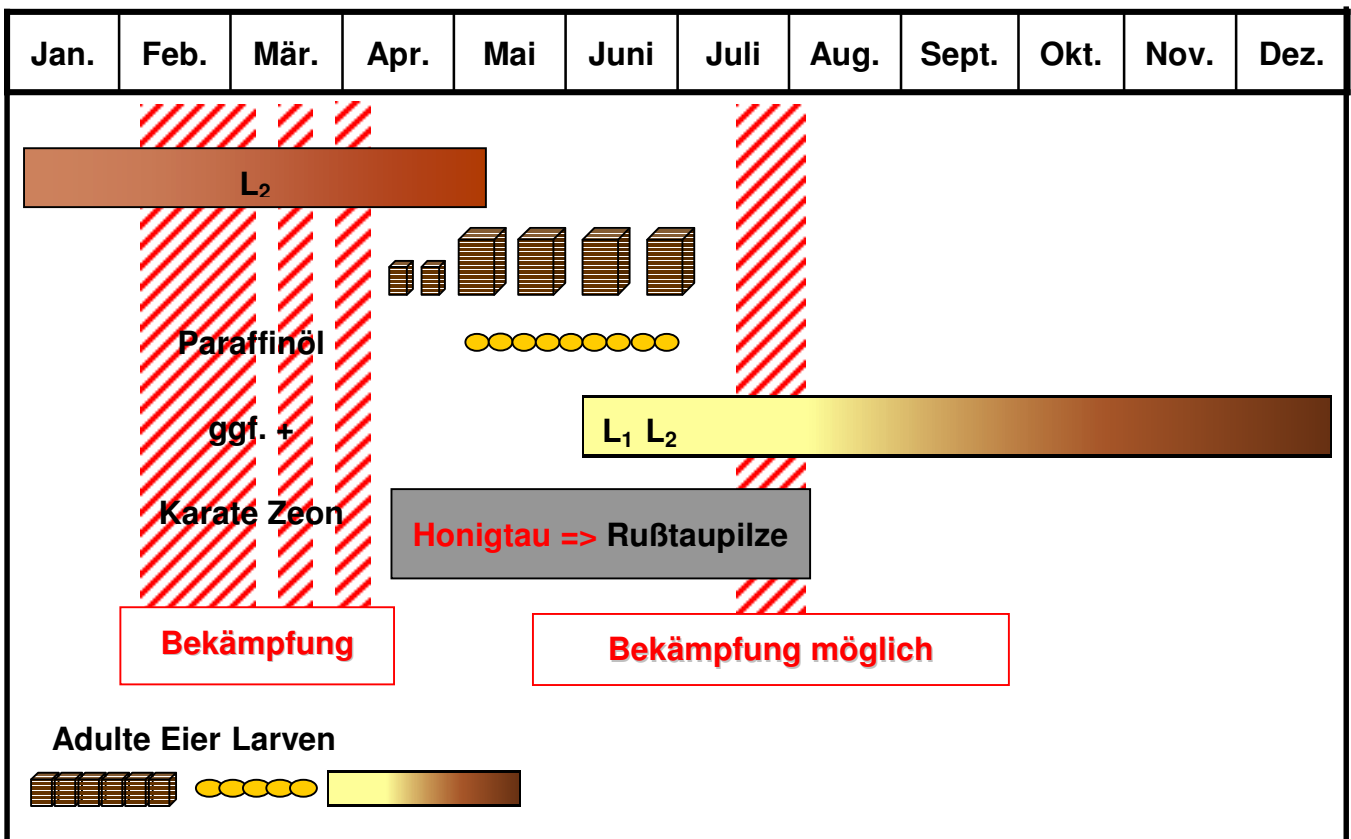 Jan. Feb. Mär. Apr. Mai Juni Juli Aug. Sept. Okt. Nov. Dez.
L₂
Paraffinöl
ggf. +
L₁ L₂
Karate Zeon
Honigtau => Rußtaupilze
Bekämpfung
Bekämpfung möglich
Adulte Eier Larven